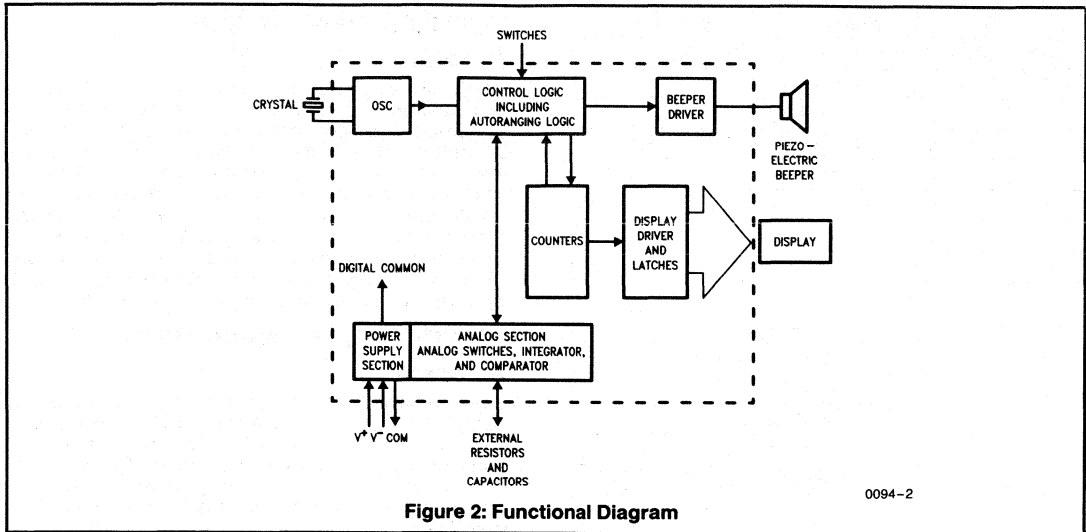 SWITCHES
CRYSTAL
OSC
CONTROL LOGIC
INCLUDING
AUTORANGING LOGIC
BEEPER
DRIVER
PIEZO-
ELECTRIC
BEEPER
COUNTERS
DISPLAY
DRIVER
AND
LATCHES
DISPLAY
DIGITAL COMMON
POWER
SUPPLY
SECTION
ANALOG SECTION
ANALOG SWITCHES, INTEGRATOR,
AND COMPARATOR
V+ V- COM
EXTERNAL
RESISTORS
AND
CAPACITORS
0094-2
Figure 2: Functional Diagram